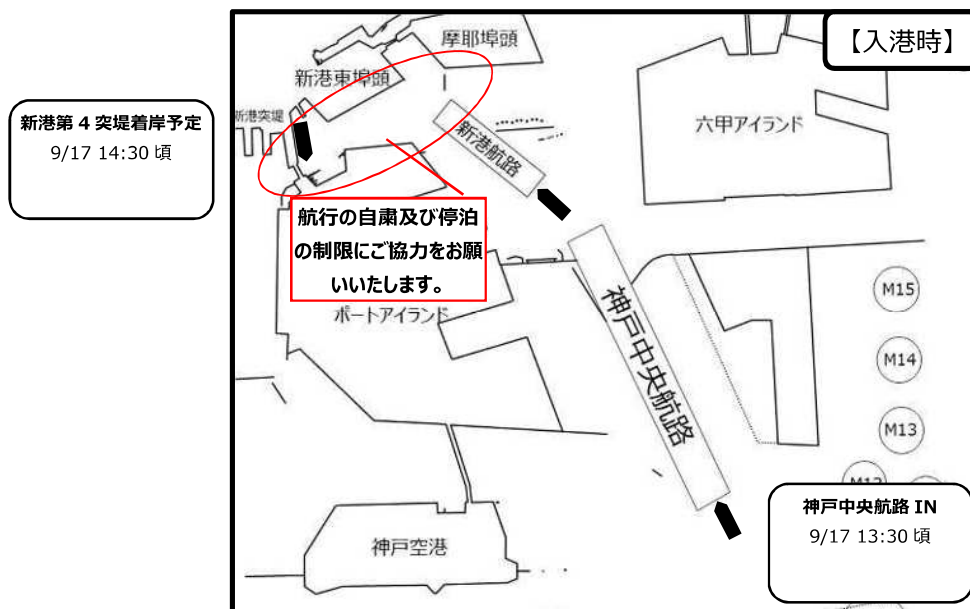 【入港時】
摩耶埠頭
新港東埠頭
新港突堤
新港第 4 突堤着岸予定
9/17 14:30 頃
新港航路
六甲アイランド
航行の自粛及び停泊
の制限にご協力をお願
いいたします。
ポートアイランド
神戸中央航路
M15
M14
M13
神戸中央航路 IN
9/17 13:30 頃
神戸空港